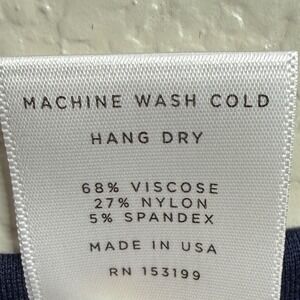 MACHINE WASH COLD
HANG DRY
68% VISCOSE
27% NYLON
5% SPANDEX
MADE IN USA
RN 153199